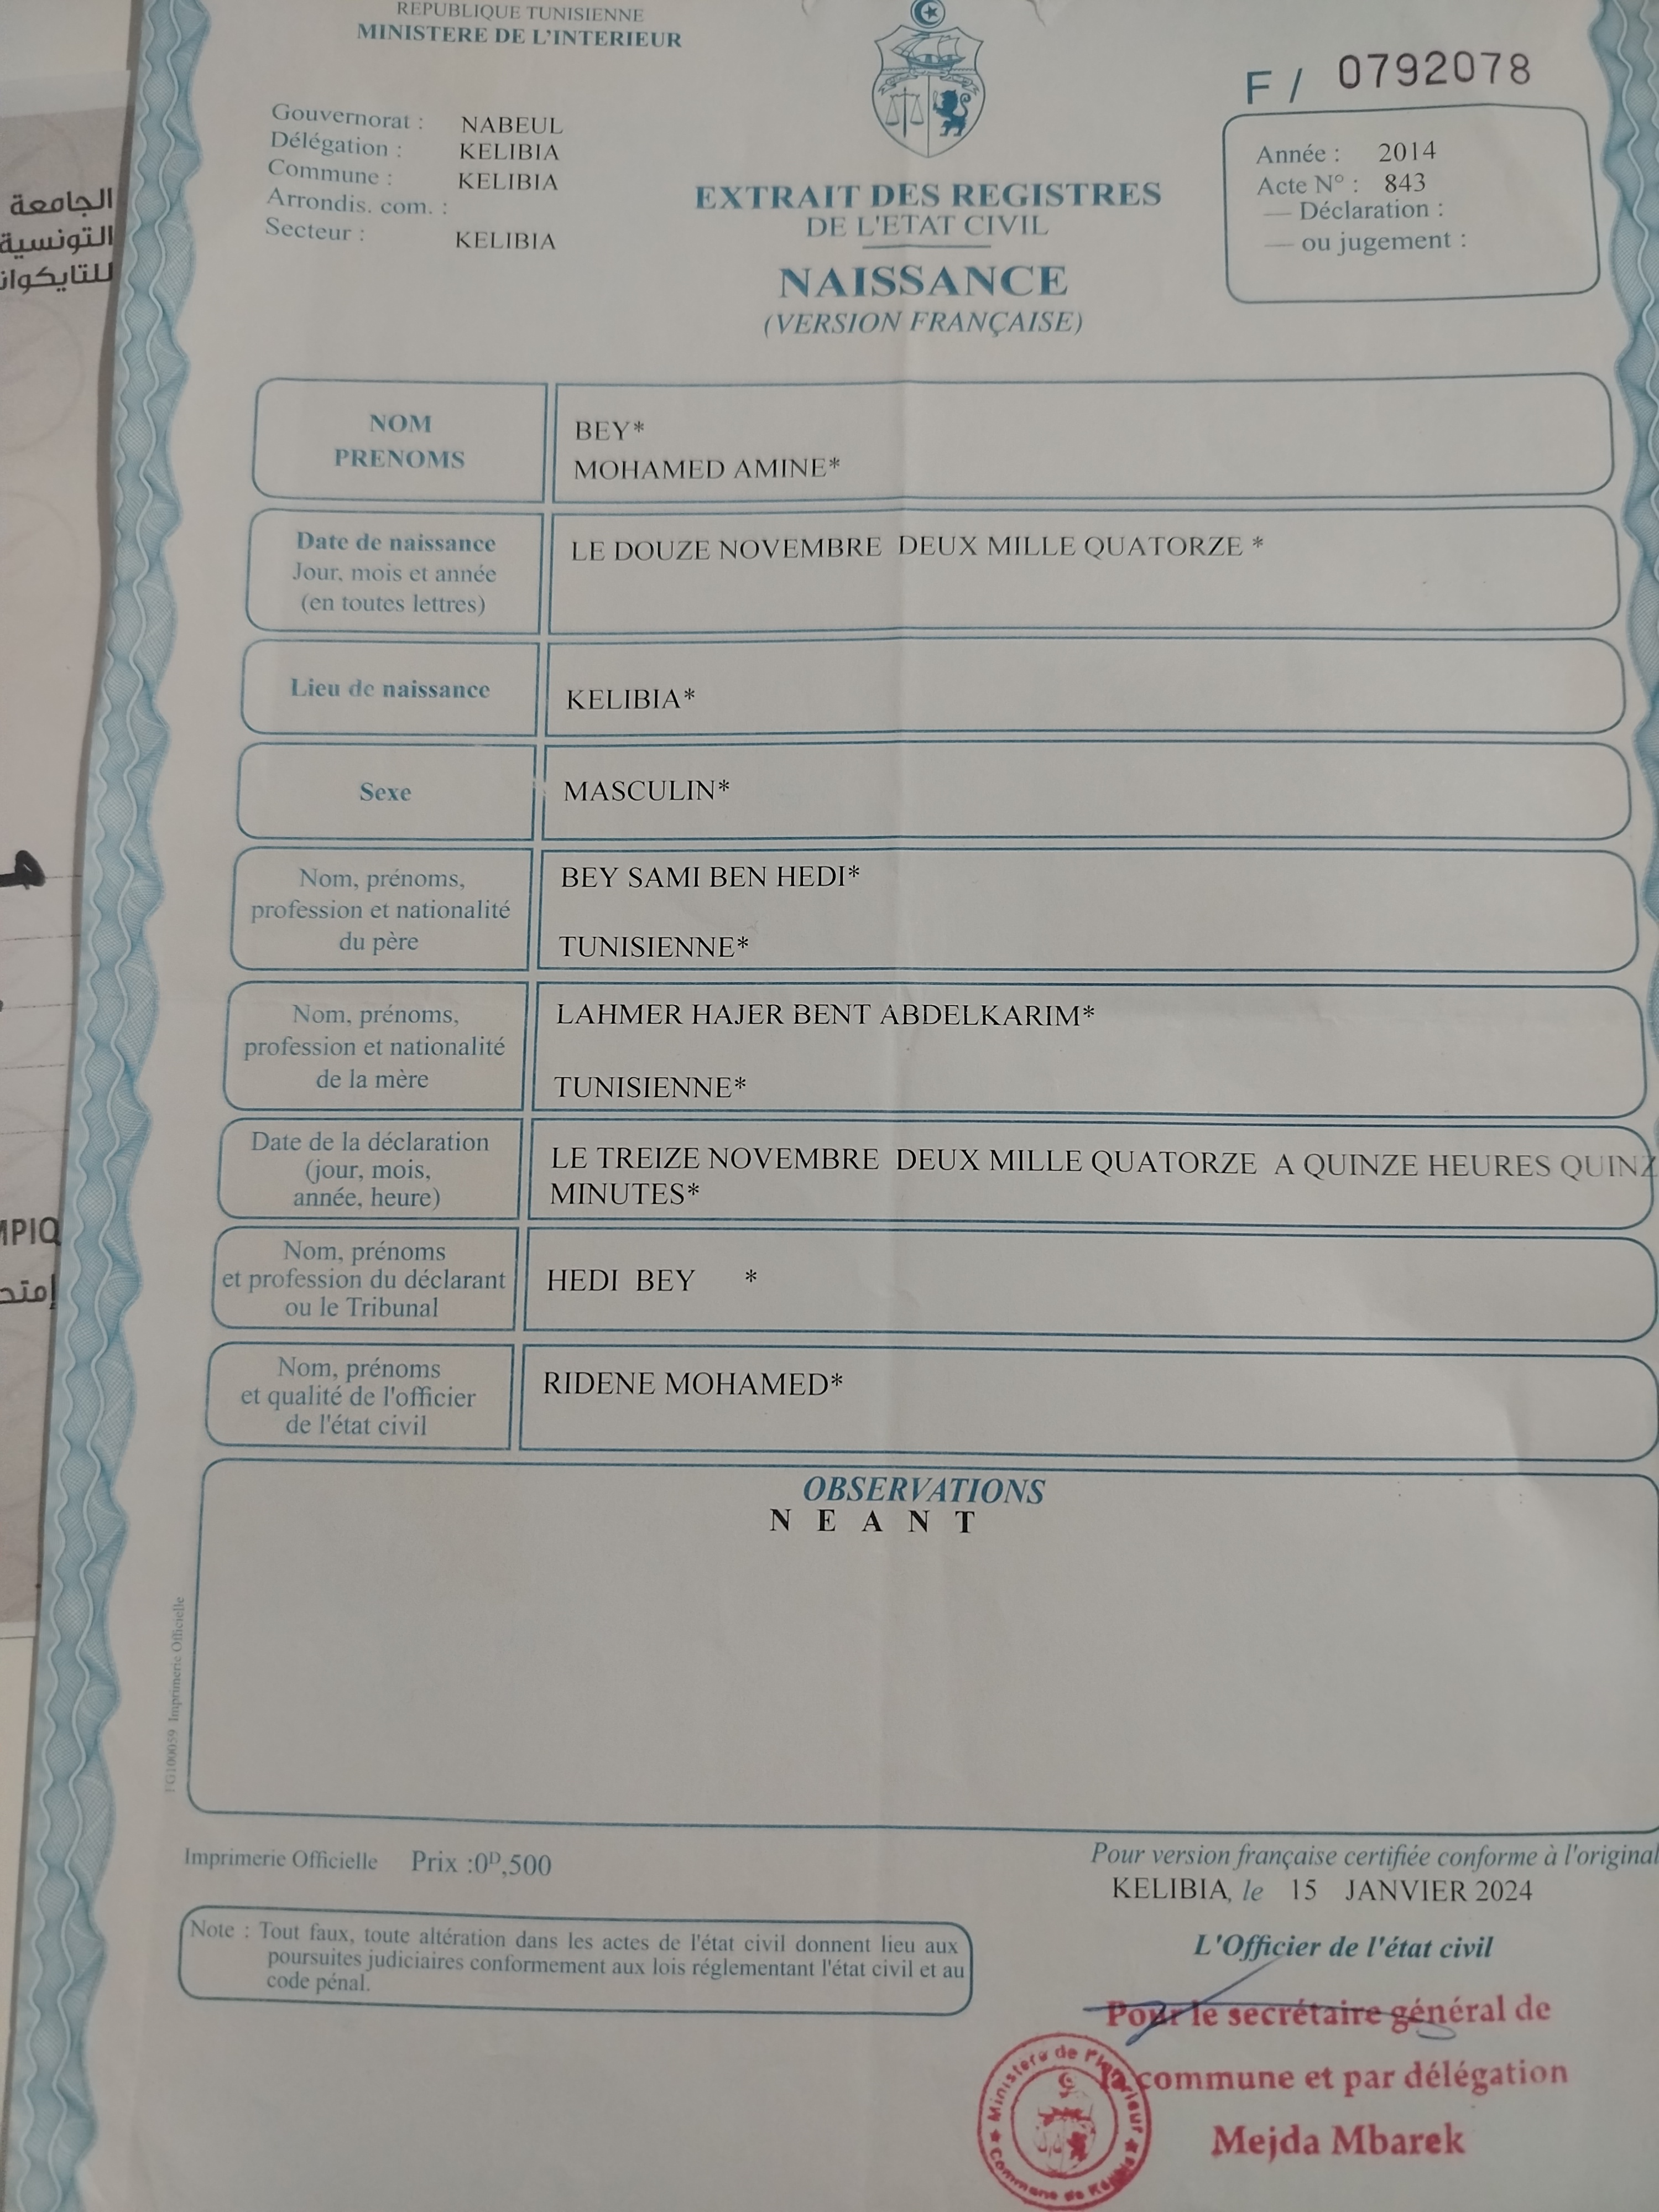 REPUBLIQUE TUNISIENNE
MINISTERE DE L'INTERIEUR
F / 0792078
Gouvernorat : NABEUL
Délégation : KELIBIA
Commune : KELIBIA
Arrondis. com. :
Secteur : KELIBIA
EXTRAIT DES REGISTRES
DE L'ETAT CIVIL
NAISSANCE
(VERSION FRANÇAISE)
Année : 2014
Acte N° : 843
— Déclaration :
— ou jugement :
الجامعة
التونسية
NOM
PRENOMS
BEY*
MOHAMED AMINE*
Date de naissance
Jour, mois et année
(en toutes lettres)
LE DOUZE NOVEMBRE DEUX MILLE QUATORZE *
Lieu de naissance
KELIBIA*
Sexe
MASCULIN*
Nom, prénoms,
profession et nationalité
du père
BEY SAMI BEN HEDI*
TUNISIENNE*
Nom, prénoms,
profession et nationalité
de la mère
LAHMER HAJER BENT ABDELKARIM*
TUNISIENNE*
Date de la déclaration
(jour, mois,
année, heure)
LE TREIZE NOVEMBRE DEUX MILLE QUATORZE A QUINZE HEURES QUINZ
MINUTES*
Nom, prénoms
et profession du déclarant
ou le Tribunal
HEDI BEY *
Nom, prénoms
et qualité de l'officier
de l'état civil
RIDENE MOHAMED*
OBSERVATIONS
N E A N T
FG100059 Imprimerie Officielle
Imprimerie Officielle Prix :0D,500
Note : Tout faux, toute altération dans les actes de l'état civil donnent lieu aux
poursuites judiciaires conformement aux lois réglementant l'état civil et au
code pénal.
Pour version française certifiée conforme à l'original
KELIBIA, le 15 JANVIER 2024
L'Officier de l'état civil
Pour le secrétaire général de
la commune et par délégation
Mejda Mbarek
Ministère de l'Intérieur
Commune de Kélibia